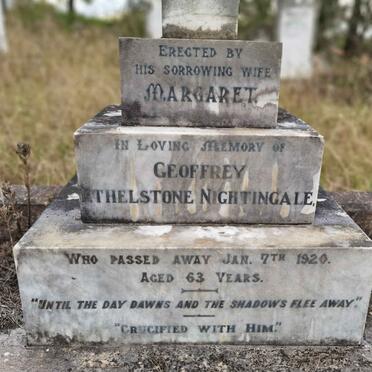 ERECTED BY
HIS SORROWING WIFE
MARGARET
IN LOVING MEMORY OF
GEOFFREY
ATHELSTONE NIGHTINGALE,
WHO PASSED AWAY JAN. 7TH 1920.
AGED 63 YEARS.
"UNTIL THE DAY DAWNS AND THE SHADOWS FLEE AWAY."
"CRUCIFIED WITH HIM."